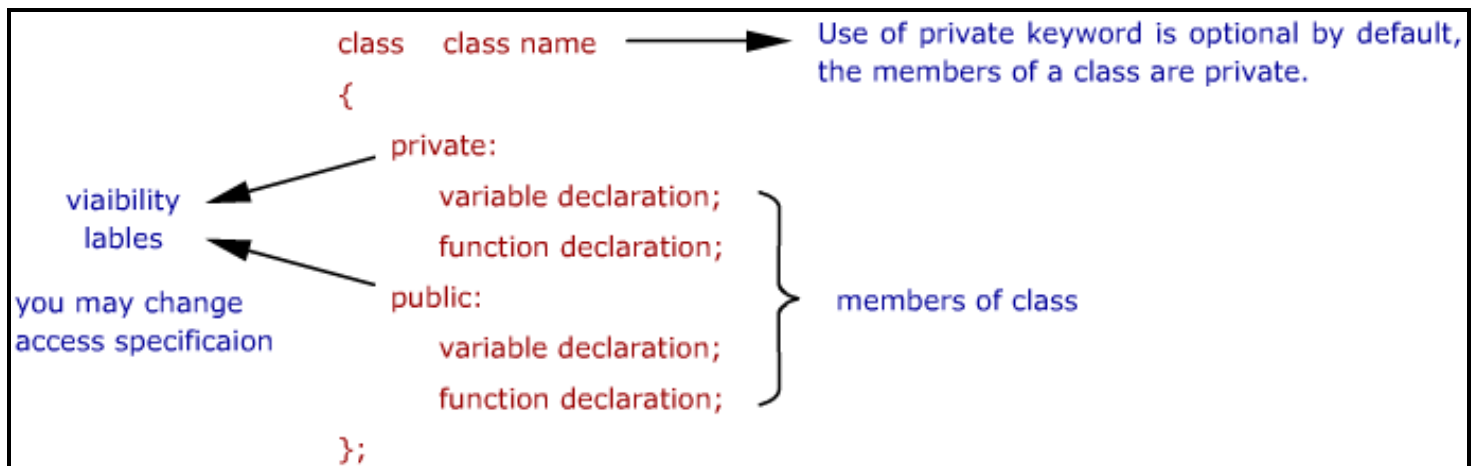 class class name
Use of private keyword is optional by default,
the members of a class are private.
{
private:
viaibility
lables
variable declaration;
function declaration;
you may change
access specificaion
public:
members of class
variable declaration;
function declaration;
};